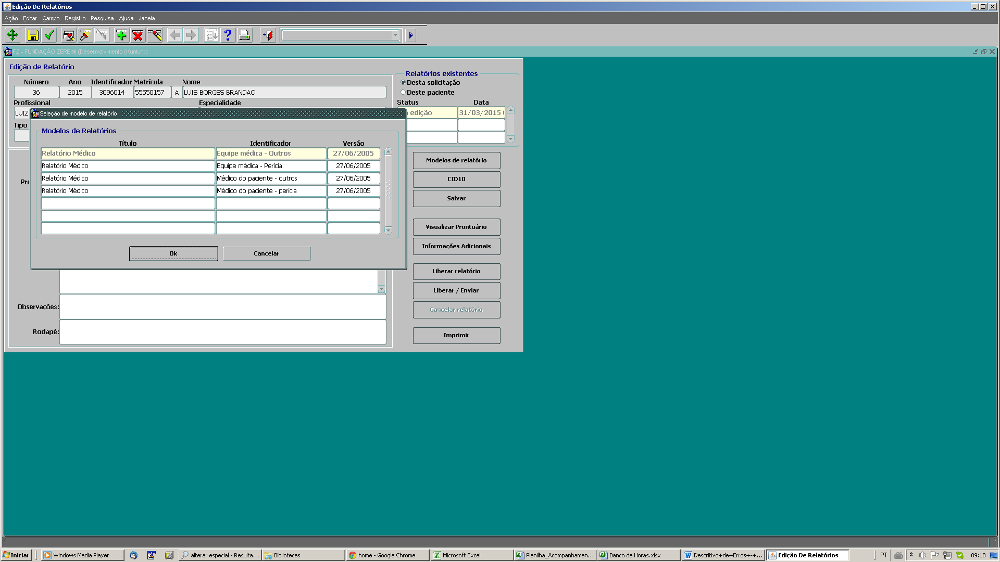 Edição De Relatórios
Ação Editar Campo Registro Pesquisa Ajuda Janela
FZ - FUNDAÇÃO ZERBINI (Desenvolvimento (Kunlun))
Edição de Relatório
Número Ano Identificador Matrícula Nome
36 2015 3096014 55550157 A LUIS BORGES BRANDAO
Profissional Especialidade
LUIZ
Tipo
Relatórios existentes
Desta solicitação
Deste paciente
Status Data
edição 31/03/2015
Seleção de modelo de relatório
Modelos de Relatórios
Título Identificador Versão
Relatório Médico Equipe médica - Outros 27/06/2005
Relatório Médico Equipe médica - Perícia 27/06/2005
Relatório Médico Médico do paciente - outros 27/06/2005
Relatório Médico Médico do paciente - perícia 27/06/2005
Ok Cancelar
Observações:
Rodapé:
Modelos de relatório
CID10
Salvar
Visualizar Prontuário
Informações Adicionais
Liberar relatório
Liberar / Enviar
Cancelar relatório
Imprimir
Iniciar Windows Media Player alterar especial - Resulta... Bibliotecas home - Google Chrome Microsoft Excel Planilha_Acompanhamen... Banco de Horas.xlsx Descritivo+de+Erros+-+... Edição De Relatórios PT 09:18